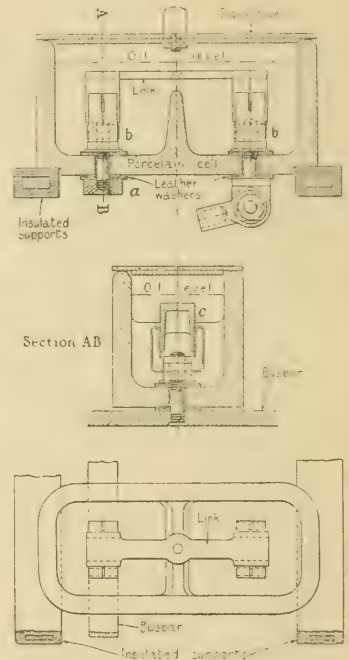 A
Oil level
Link
b
b
Porcelain cell
a
Leather
washers
B
Insulated
supports
Oil level
c
Section AB
Busbar
Link
Busbar
Insulated supports